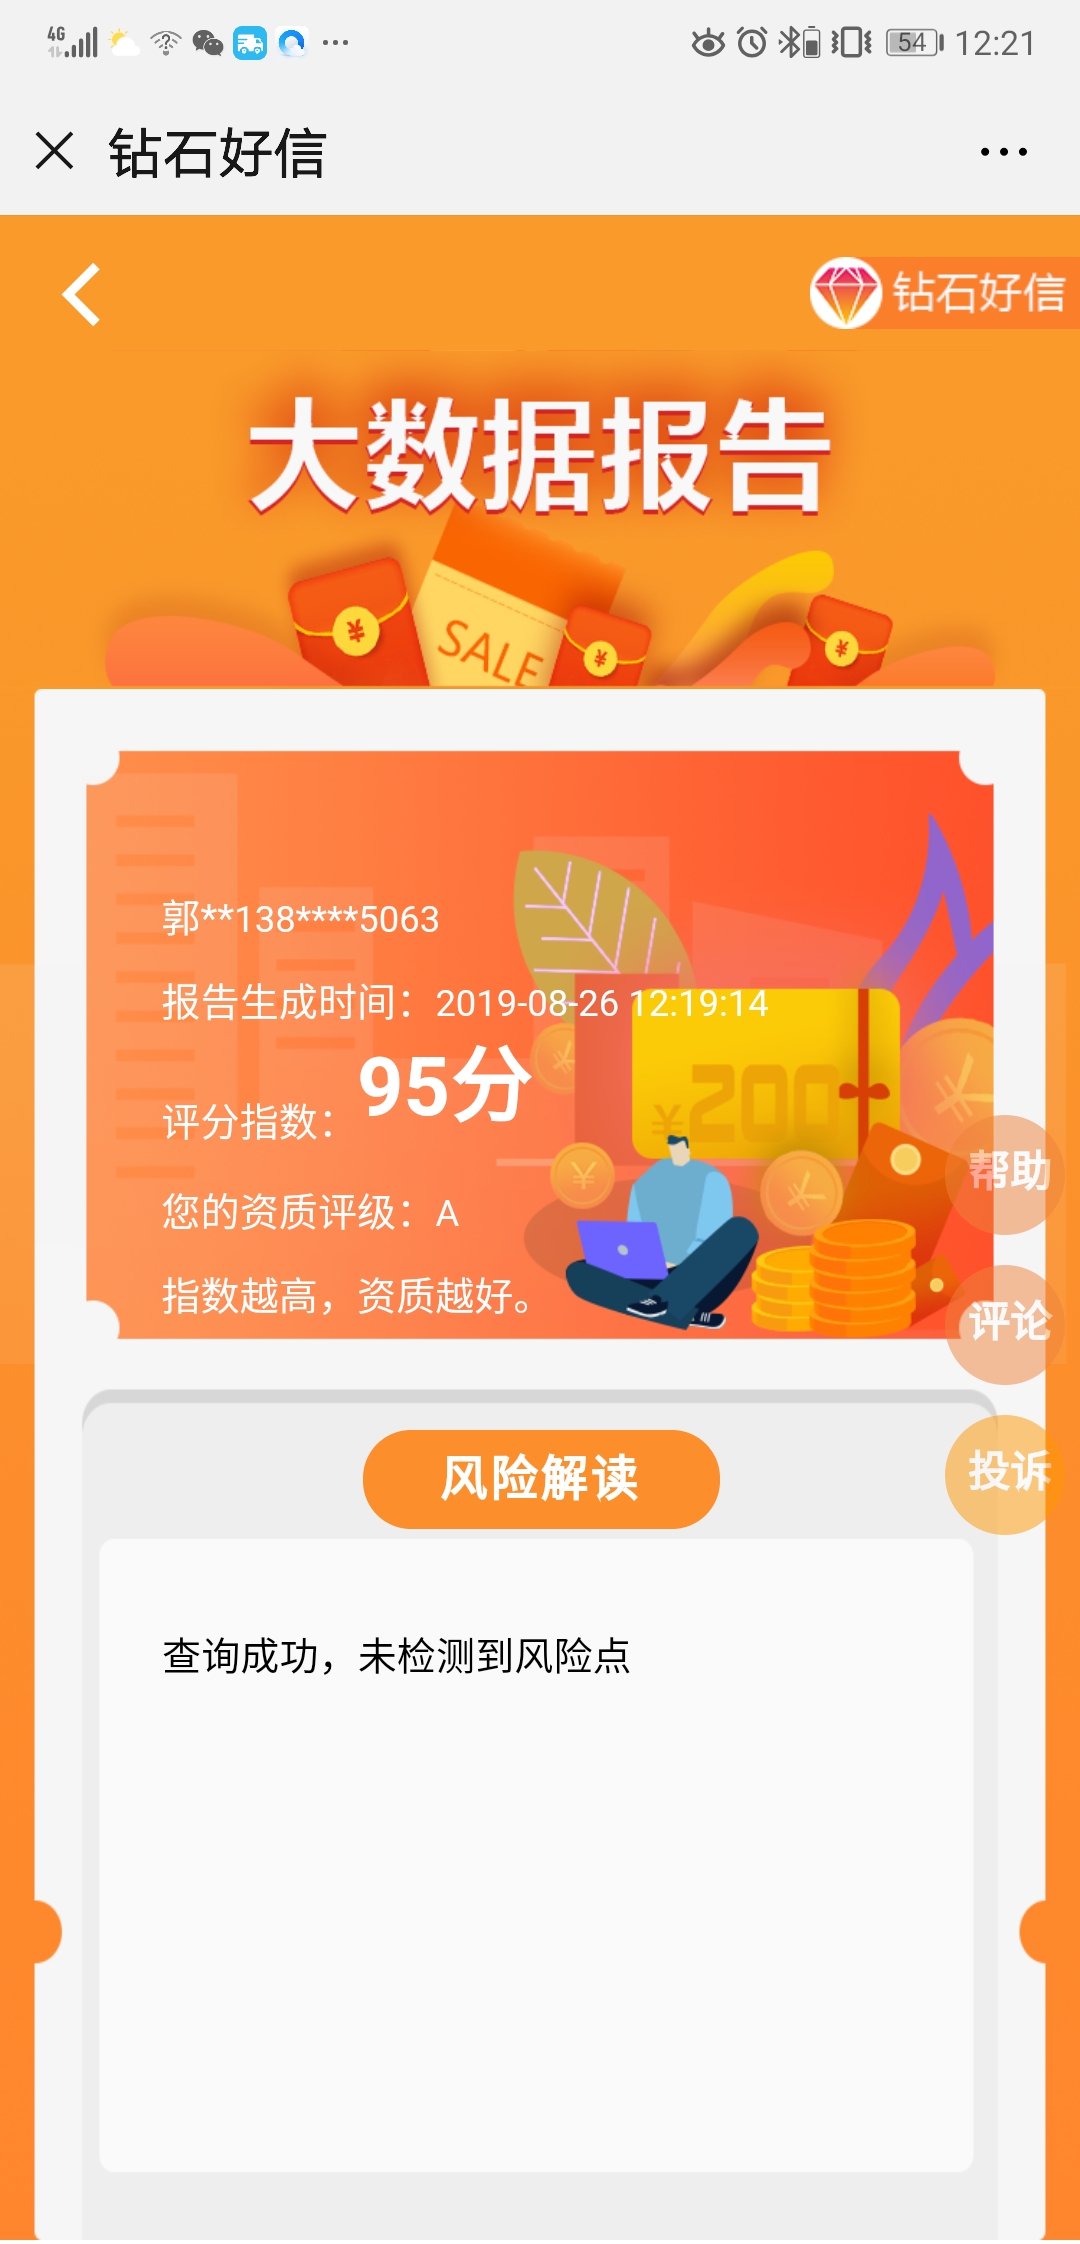 4G 54 12:21
钻石好信
钻石好信
大数据报告
¥ SALE ¥ ¥
郭**138****5063
报告生成时间：2019-08-26 12:19:14
95分
评分指数：
¥200
您的资质评级：A
指数越高，资质越好。
帮助
评论
投诉
风险解读
查询成功，未检测到风险点